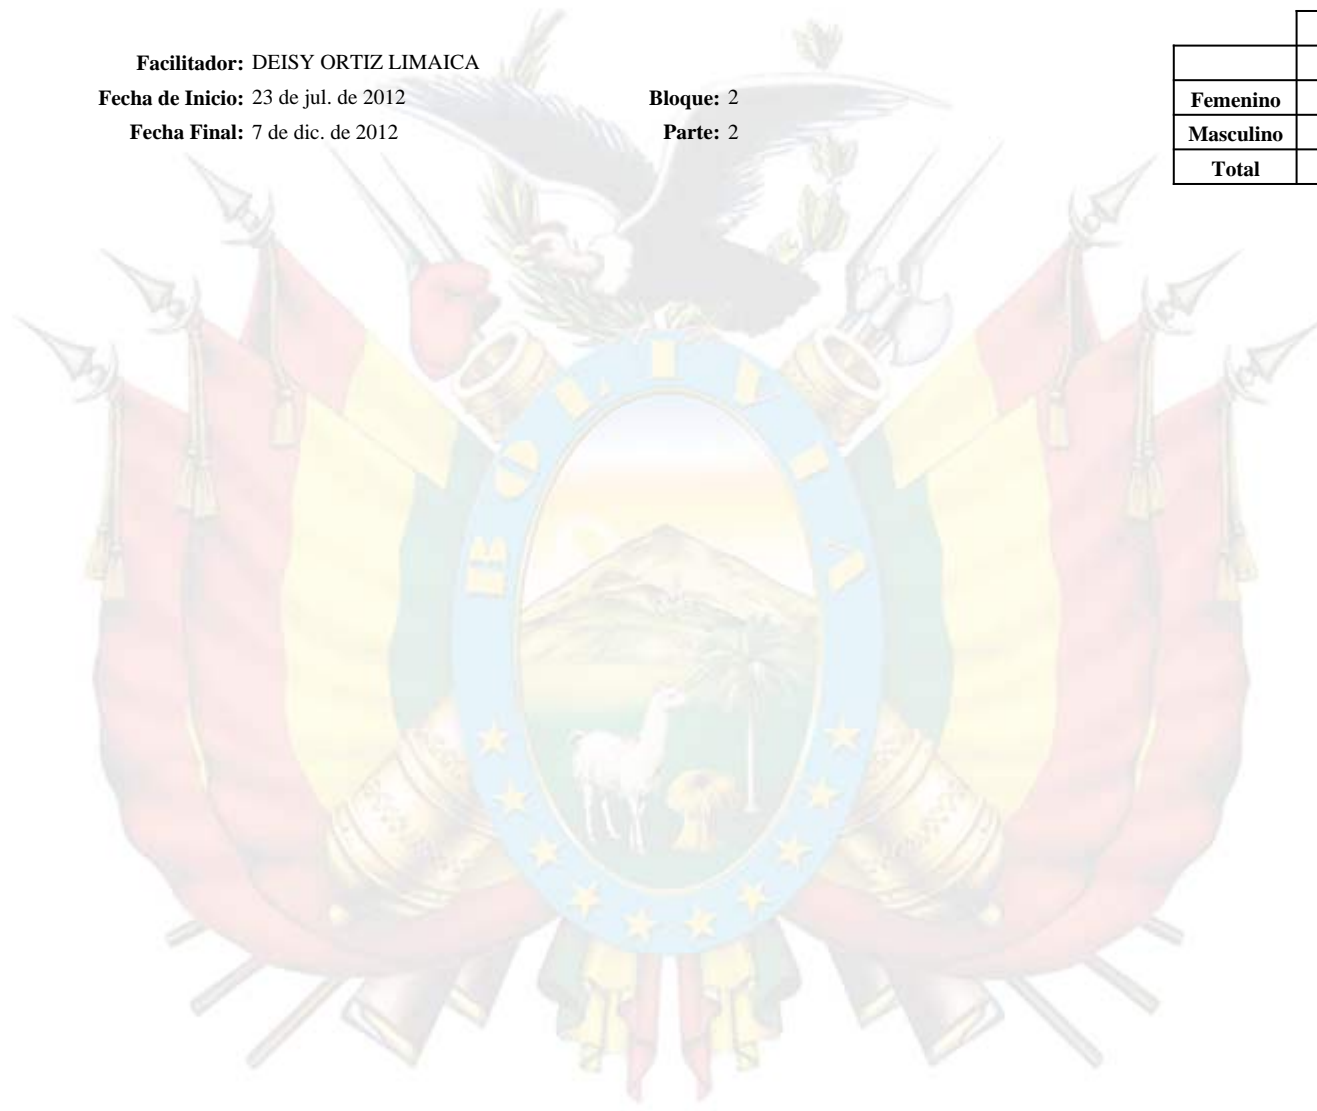 Facilitador: DEISY ORTIZ LIMAICA
Fecha de Inicio: 23 de jul. de 2012 Bloque: 2
Fecha Final: 7 de dic. de 2012 Parte: 2
Femenino
Masculino
Total
BOLIVIA